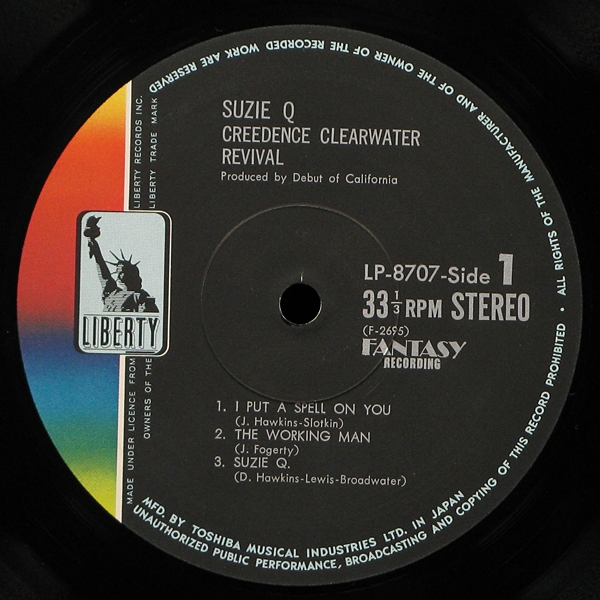 SUZIE Q
CREEDENCE CLEARWATER
REVIVAL
Produced by Debut of California
LP-8707-Side 1
33 1/3 RPM STEREO
(F-2695)
FANTASY
RECORDING
LIBERTY
1. I PUT A SPELL ON YOU
(J. Hawkins-Slotkin)
2. THE WORKING MAN
(J. Fogerty)
3. SUZIE Q.
(D. Hawkins-Lewis-Broadwater)
MADE UNDER LICENCE FROM LIBERTY RECORDS INC.
OWNERS OF THE LIBERTY TRADE MARK
MFD. BY TOSHIBA MUSICAL INDUSTRIES LTD. IN JAPAN
UNAUTHORIZED PUBLIC PERFORMANCE, BROADCASTING AND COPYING OF THIS RECORD PROHIBITED • ALL RIGHTS OF THE MANUFACTURER AND OF THE OWNER OF THE RECORDED WORK ARE RESERVED